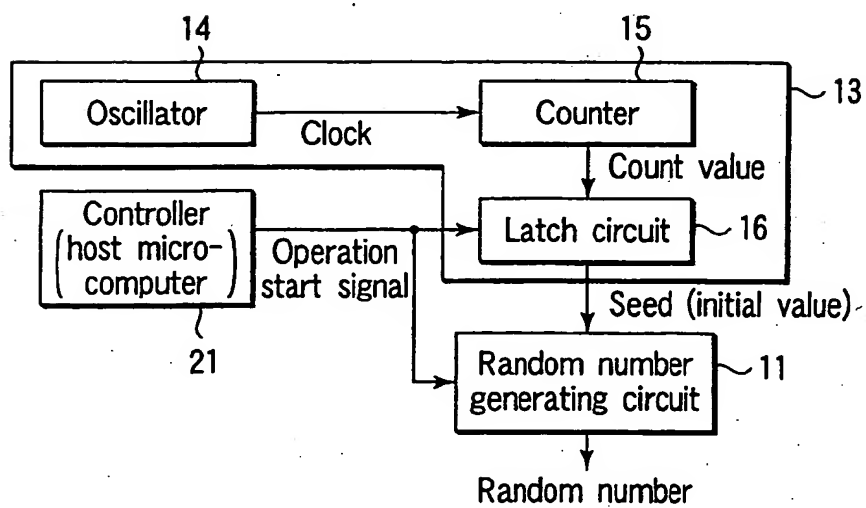 14
15
13
Oscillator
Clock
Counter
Count value
Controller
(host micro-
computer)
Operation
start signal
Latch circuit
16
21
Seed (initial value)
Random number
generating circuit
11
Random number